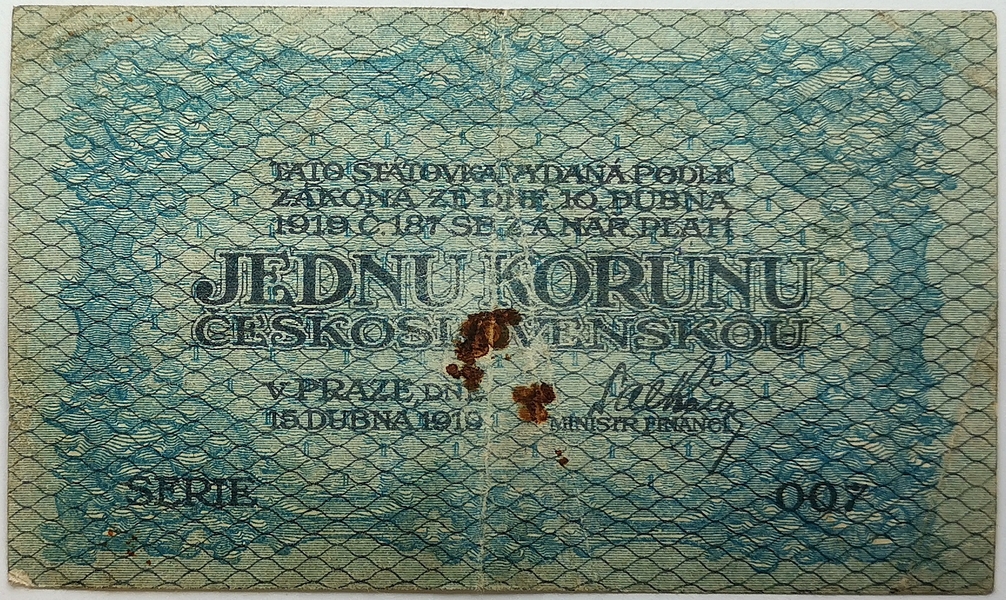 TATO STÁTOVKA VYDANÁ PODLE
ZÁKONA ZE DNE 10. DUBNA
1919 Č. 187 SB. Z. A NAŘ. PLATÍ
JEDNU KORUNU
ČESKOSLOVENSKOU
V PRAZE DNE
15. DUBNA 1919
MINISTR FINANCÍ
SERIE 007